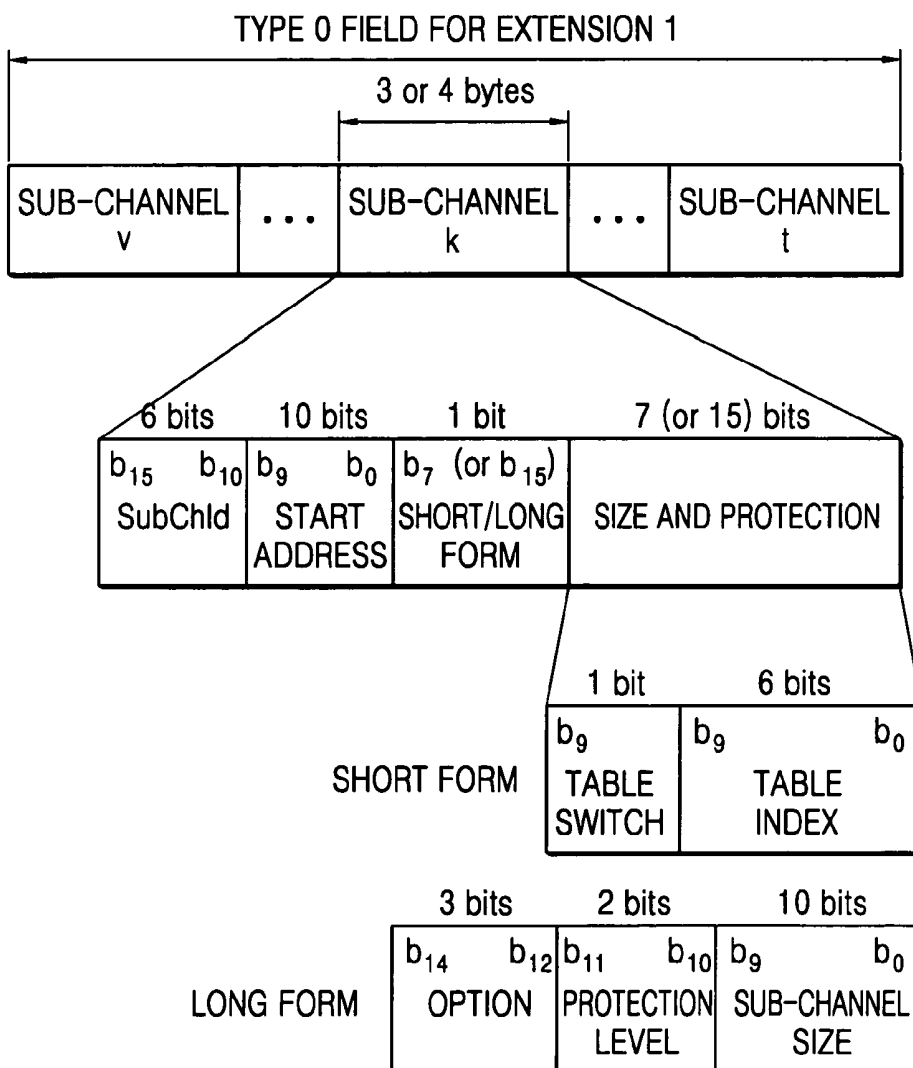 TYPE 0 FIELD FOR EXTENSION 1
3 or 4 bytes
SUB-CHANNEL v
...
SUB-CHANNEL k
...
SUB-CHANNEL t
6 bits
10 bits
1 bit
7 (or 15) bits
b15 b10
SubChId
b9 b0
START
ADDRESS
b7 (or b15)
SHORT/LONG
FORM
SIZE AND PROTECTION
1 bit
6 bits
SHORT FORM
b9
TABLE
SWITCH
b9 b0
TABLE
INDEX
3 bits
2 bits
10 bits
LONG FORM
b14 b12
OPTION
b11 b10
PROTECTION
LEVEL
b9 b0
SUB-CHANNEL
SIZE